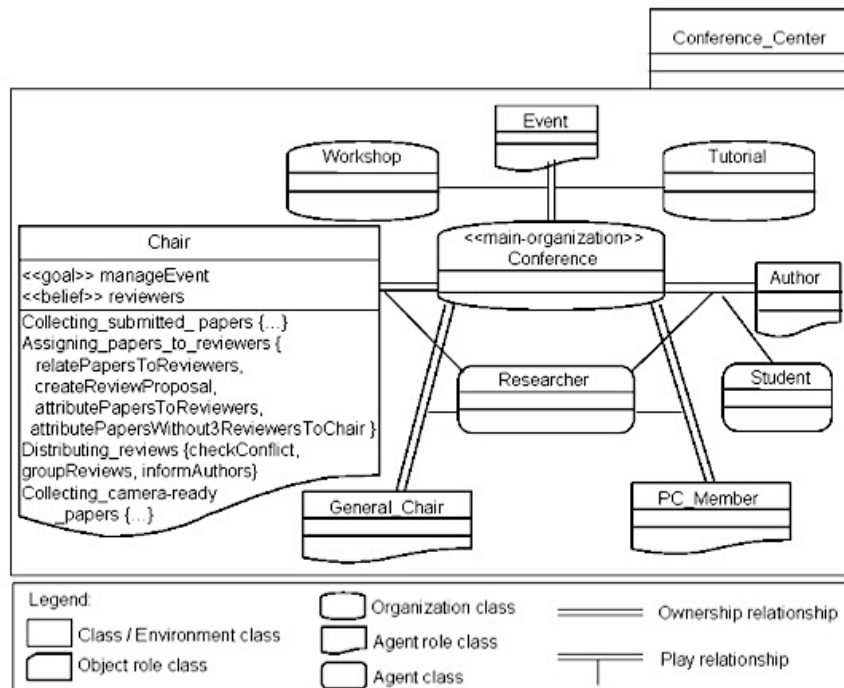 Conference_Center
Event
Workshop
Tutorial
<<main-organization>>
Conference
Chair
<<goal>> manageEvent
<<belief>> reviewers
Collecting_submitted_ papers {...}
Assigning_papers_to_reviewers {
relatePapersToReviewers,
createReviewProposal,
attributePapersToReviewers,
attributePapersWithout3ReviewersToChair }
Distributing_reviews {checkConflict,
groupReviews, informAuthors}
Collecting_camera-ready
_papers {...}
Author
Researcher
Student
General_Chair
PC_Member
Legend:
Class / Environment class
Object role class
Organization class
Agent role class
Agent class
Ownership relationship
Play relationship